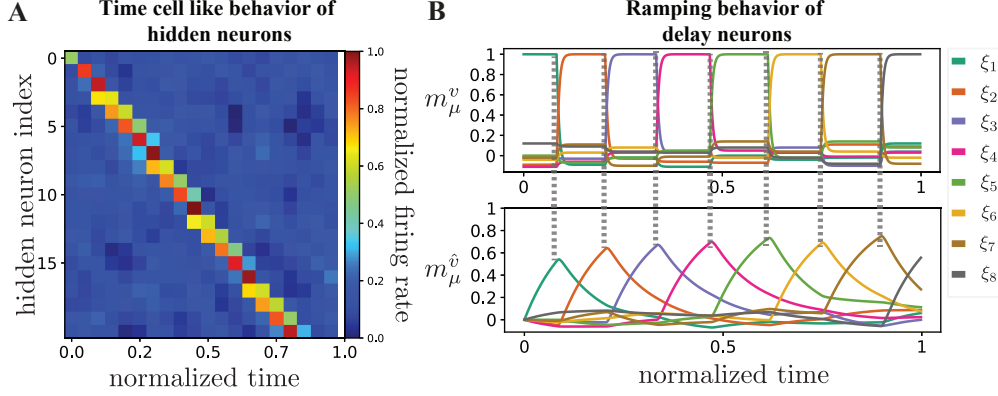 A
Time cell like behavior of
hidden neurons
hidden neuron index
0
5
10
15
0.0
0.2
0.5
0.7
1.0
normalized time
1.0
0.8
0.6
0.4
0.2
0.0
normalized firing rate
B
Ramping behavior of
delay neurons
m_μ^v
1
0.8
0.6
0.4
0.2
0
0
0.5
1
m_μ^v̂
1
0.8
0.6
0.4
0.2
0
0
0.5
1
normalized time
ξ₁
ξ₂
ξ₃
ξ₄
ξ₅
ξ₆
ξ₇
ξ₈